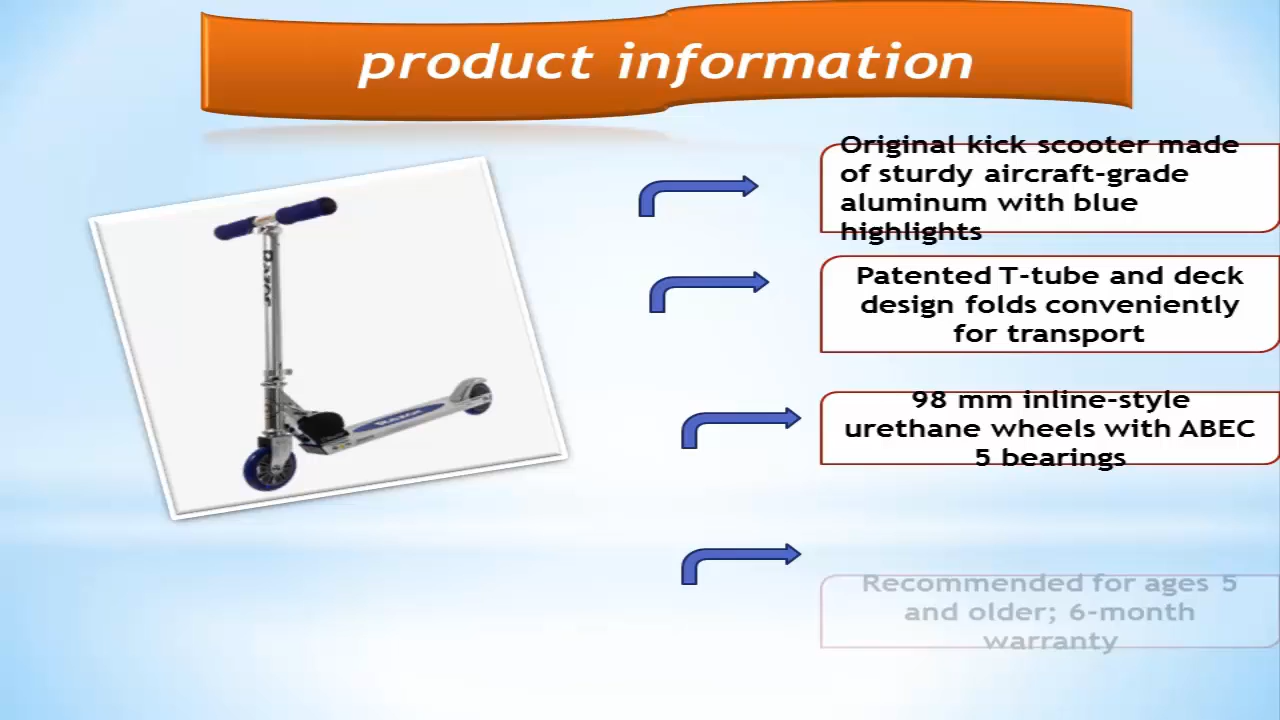 product information
Original kick scooter made
of sturdy aircraft-grade
aluminum with blue
highlights
Patented T-tube and deck
design folds conveniently
for transport
98 mm inline-style
urethane wheels with ABEC
5 bearings
Recommended for ages 5
and older; 6-month
warranty
RAZOR
RAZOR